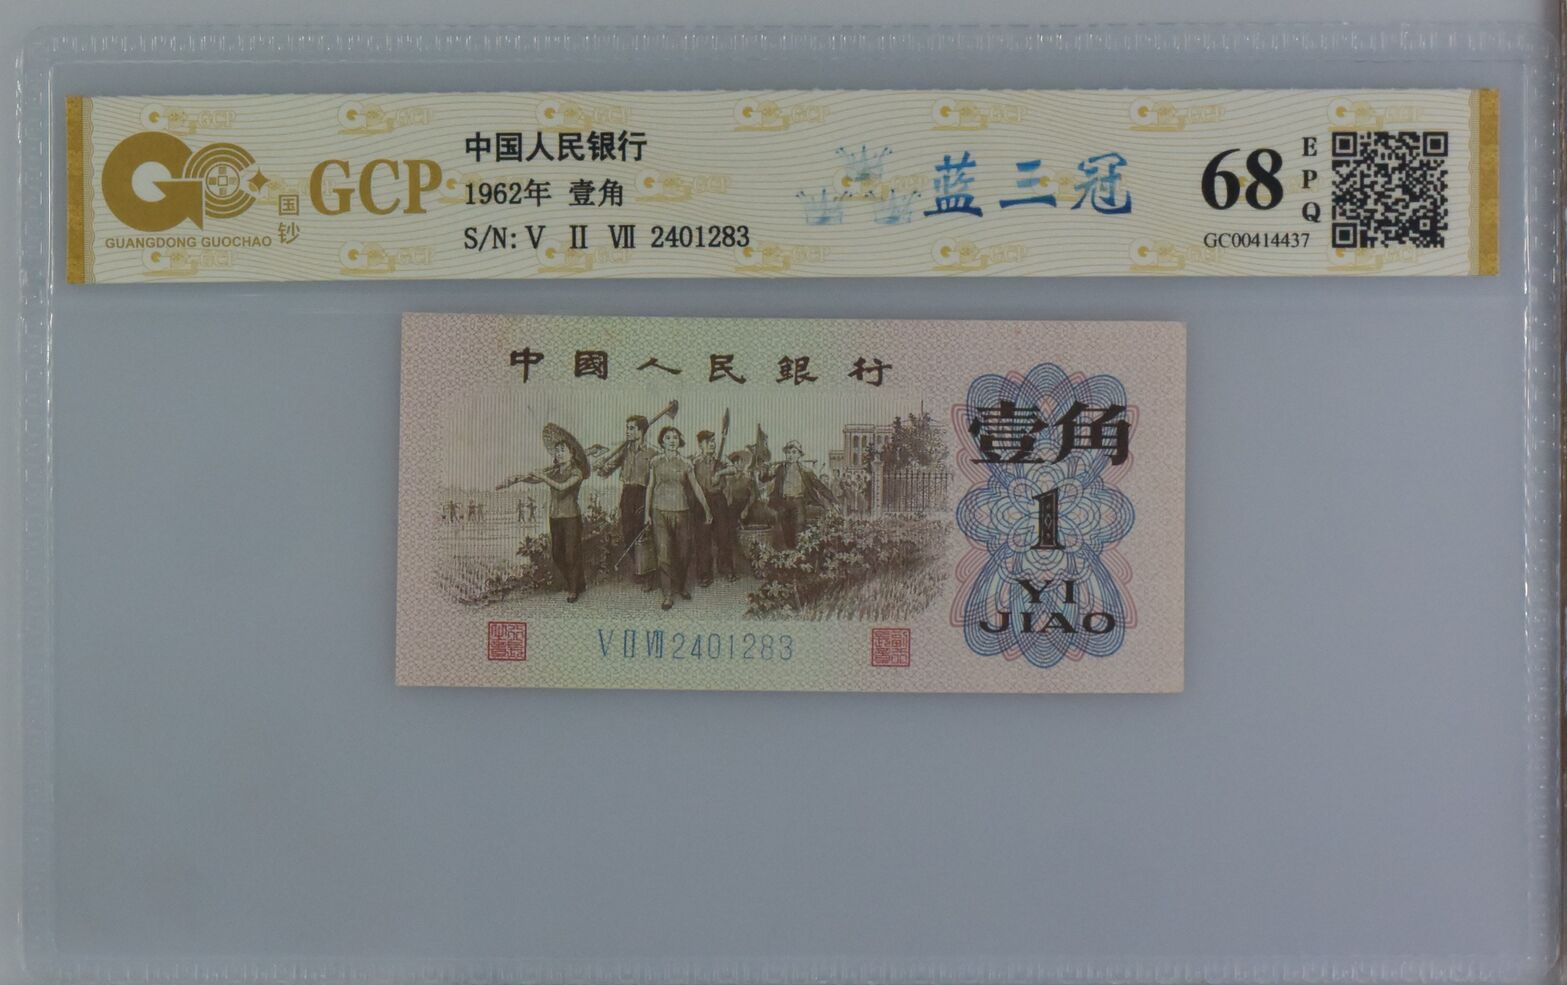 GUANGDONG GUOCHAO
国钞
GCP
中国人民银行
1962年 壹角
S/N: V Ⅱ Ⅶ 2401283
蓝三冠
68
EPQ
GC00414437
中國人民銀行
壹角
1
YI
JIAO
V Ⅱ Ⅶ 2401283